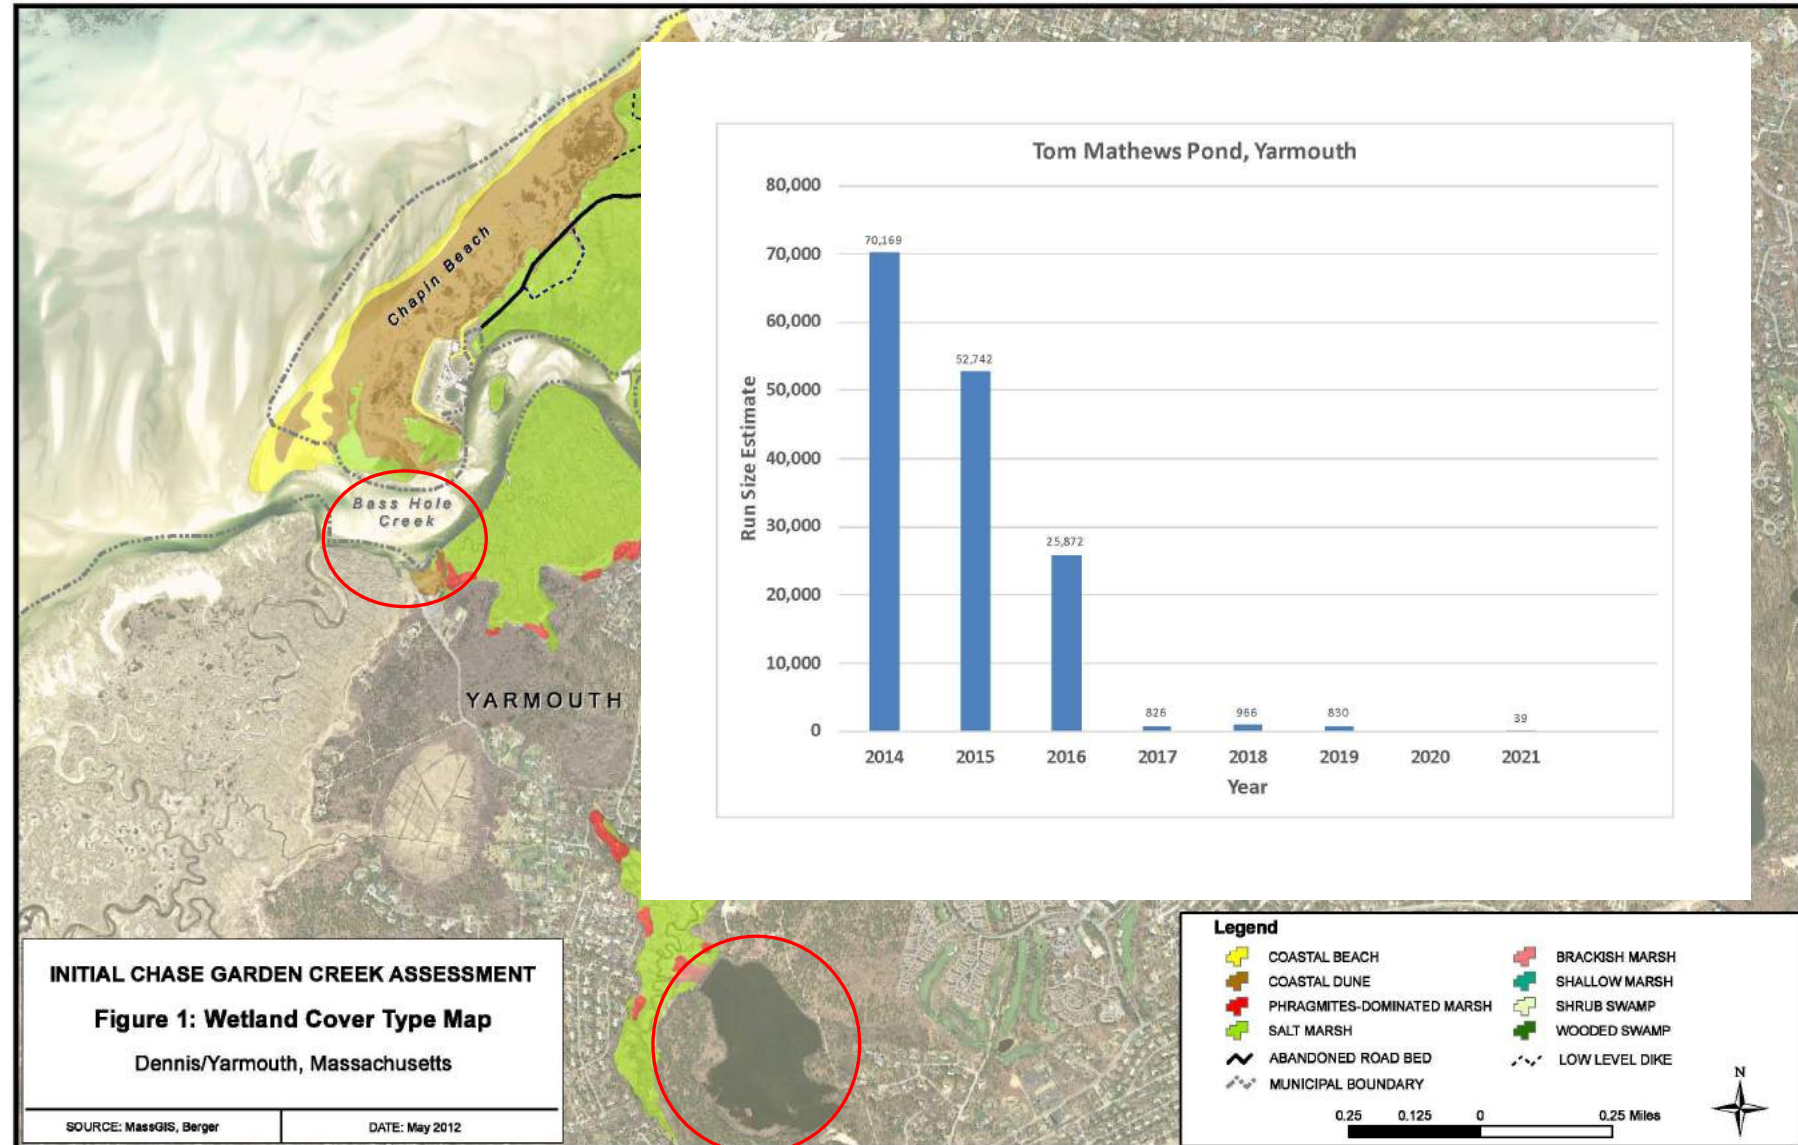 Chapin Beach
Bass Hole
Creek
YARMOUTH
Tom Mathews Pond, Yarmouth
Run Size Estimate
80,000
70,000
60,000
50,000
40,000
30,000
20,000
10,000
0
70,169
52,742
25,872
826
966
830
39
2014 2015 2016 2017 2018 2019 2020 2021
Year
INITIAL CHASE GARDEN CREEK ASSESSMENT
Figure 1: Wetland Cover Type Map
Dennis/Yarmouth, Massachusetts
SOURCE: MassGIS, Berger DATE: May 2012
Legend
COASTAL BEACH
COASTAL DUNE
PHRAGMITES-DOMINATED MARSH
SALT MARSH
ABANDONED ROAD BED
MUNICIPAL BOUNDARY
BRACKISH MARSH
SHALLOW MARSH
SHRUB SWAMP
WOODED SWAMP
LOW LEVEL DIKE
0.25 0.125 0 0.25 Miles
N